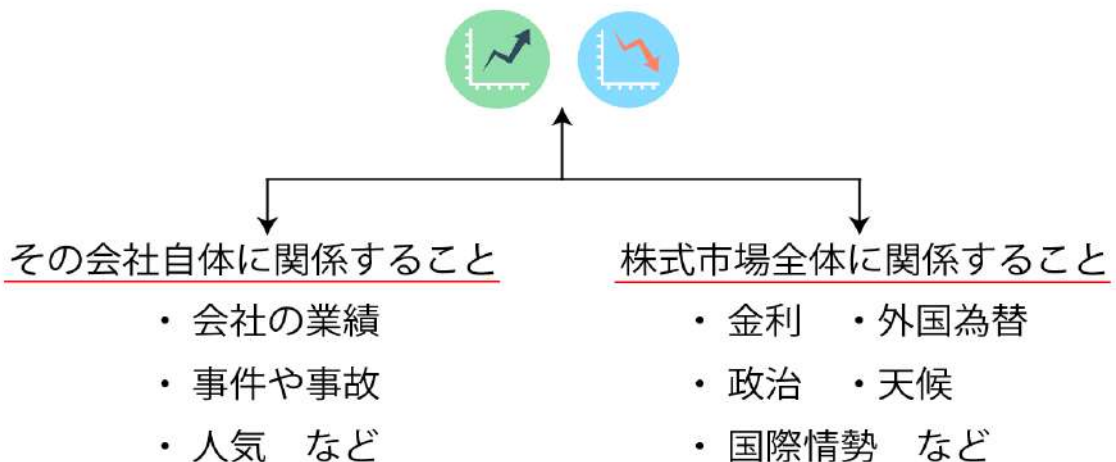 その会社自体に関係すること
・ 会社の業績
・ 事件や事故
・ 人気　など
株式市場全体に関係すること
・ 金利　・外国為替
・ 政治　・天候
・ 国際情勢　など